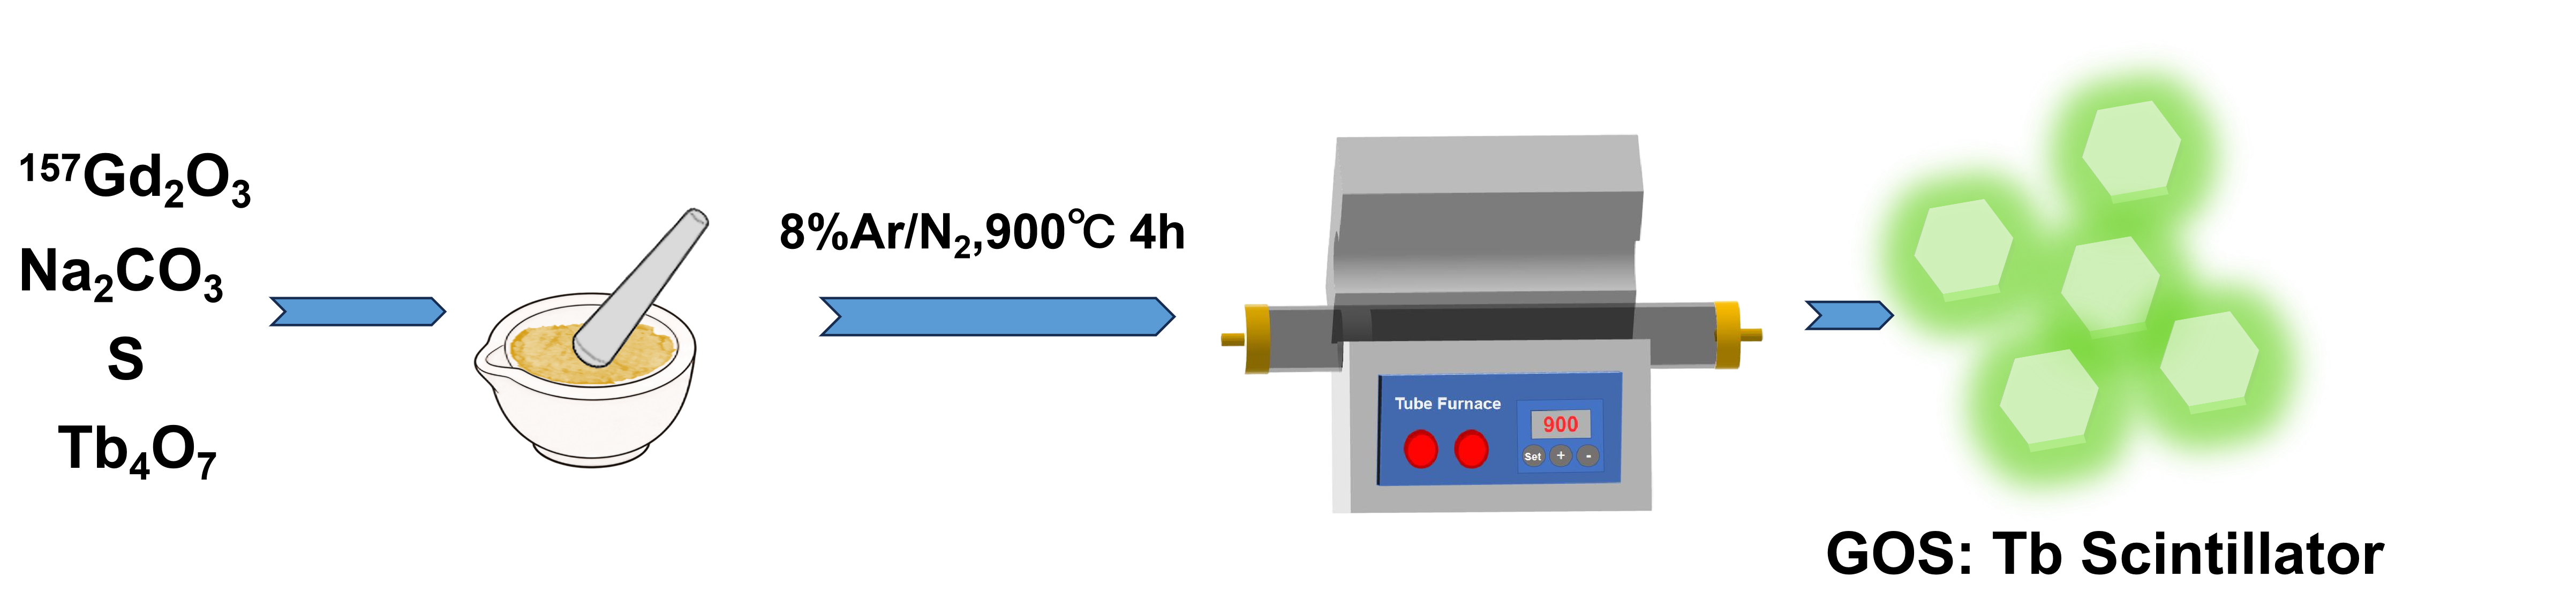 ¹⁵⁷Gd₂O₃
Na₂CO₃
S
Tb₄O₇
8%Ar/N₂,900℃ 4h
Tube Furnace
900
Set + -
GOS: Tb Scintillator